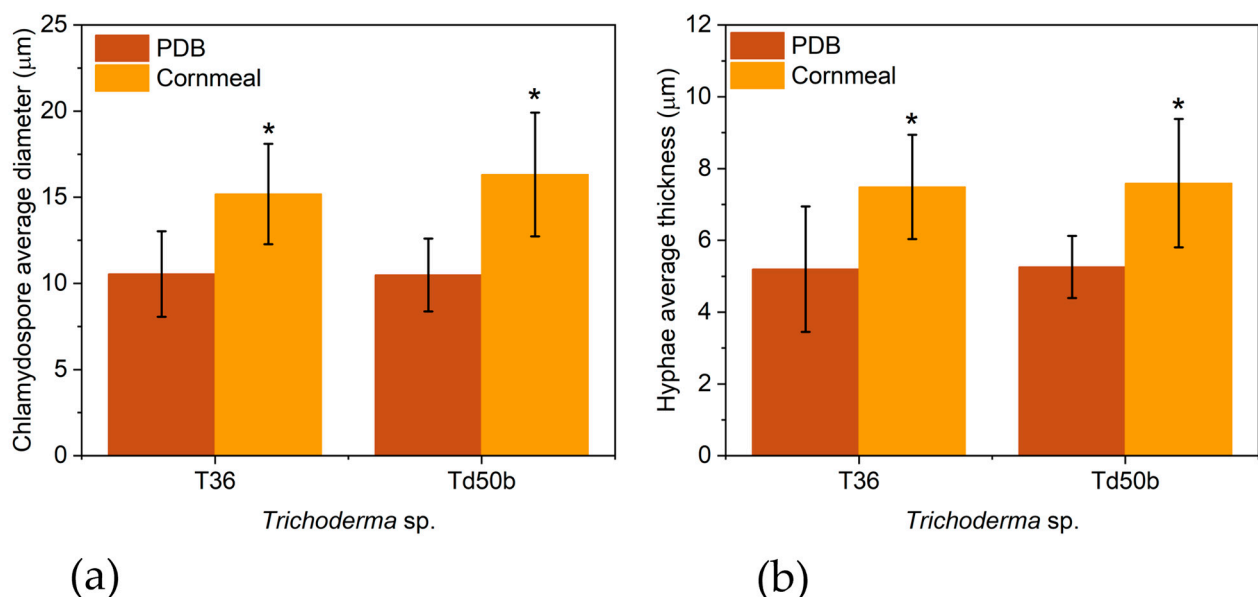 Chlamydospore average diameter (μm)
25
20
15
10
5
0
PDB
Cornmeal
*
*
T36
Td50b
Trichoderma sp.
(a)
Hyphae average thickness (μm)
12
10
8
6
4
2
0
PDB
Cornmeal
*
*
T36
Td50b
Trichoderma sp.
(b)